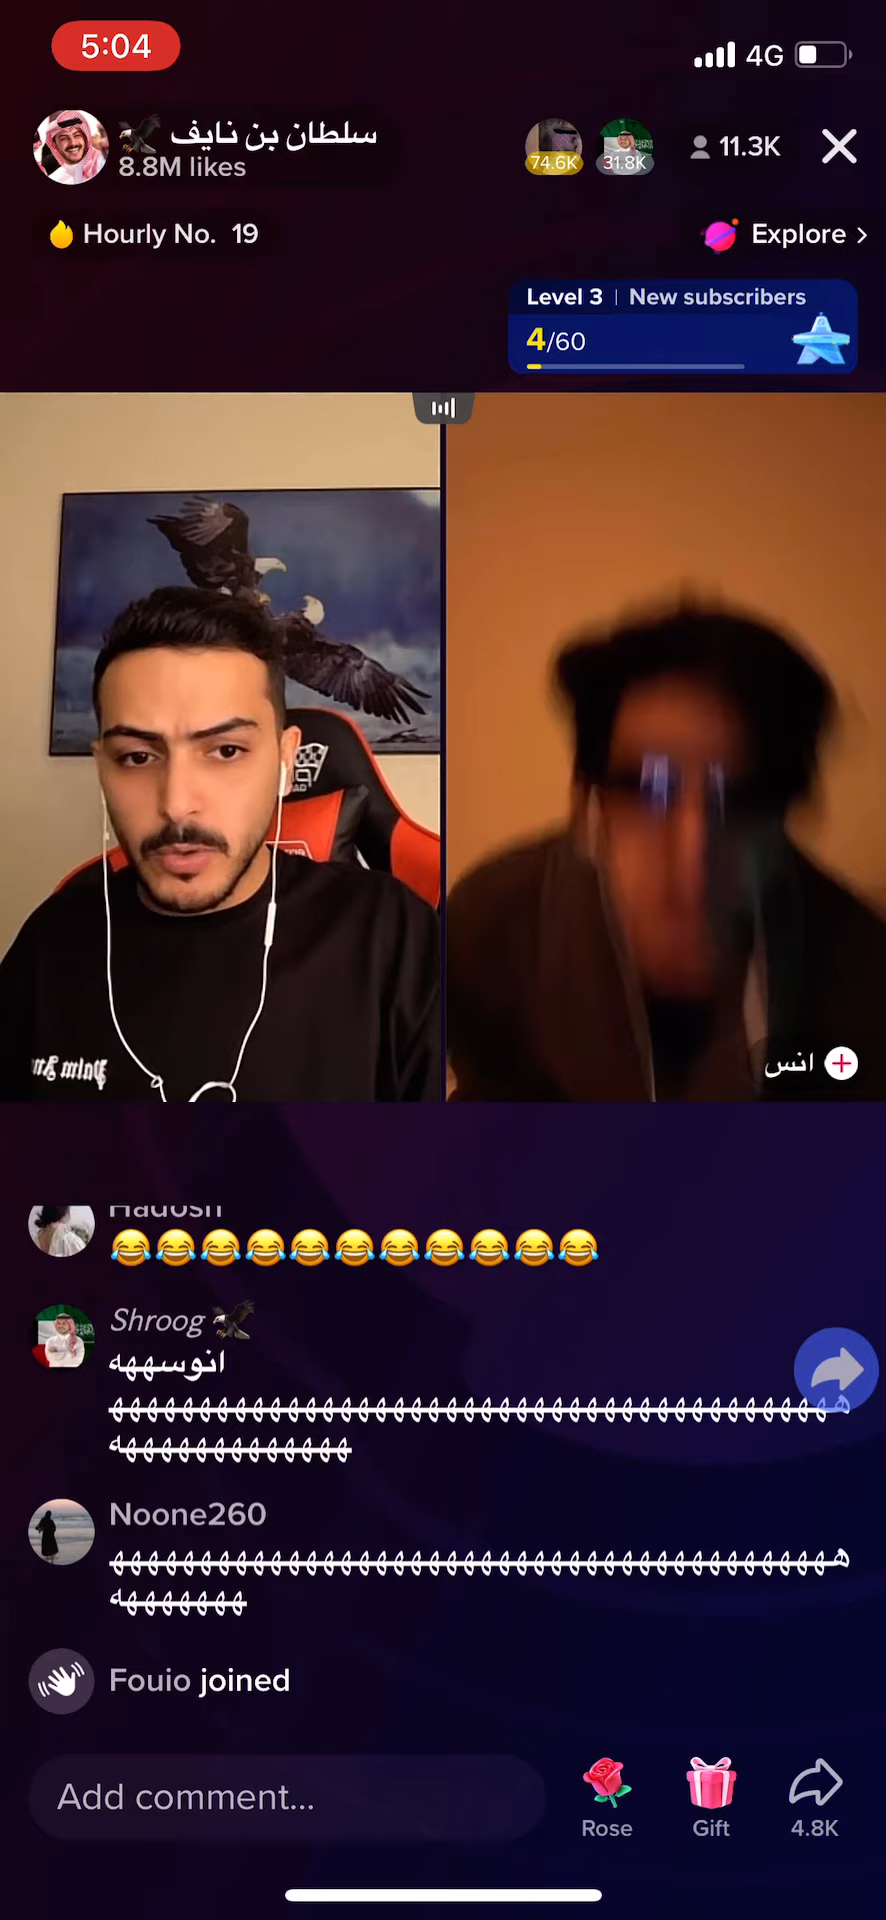 5:04
4G
سلطان بن نايف
8.8M likes
74.6K
31.8K
11.3K
Hourly No. 19
Explore >
Level 3 | New subscribers
4/60
انس
Hadosh
😂😂😂😂😂😂😂😂😂😂😂
Shroog
انوسههه
Noone260
Fouio joined
Add comment...
Rose
Gift
4.8K